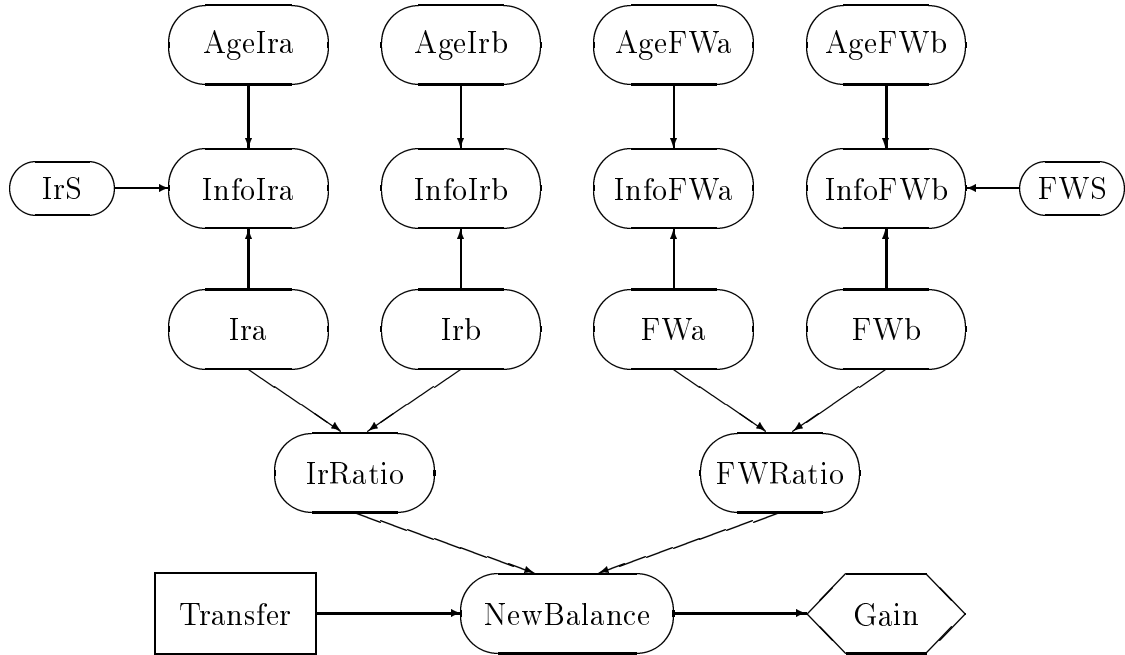 AgeIra AgeIrb AgeFWa AgeFWb
IrS InfoIra InfoIrb InfoFWa InfoFWb FWS
Ira Irb FWa FWb
IrRatio FWRatio
Transfer NewBalance Gain